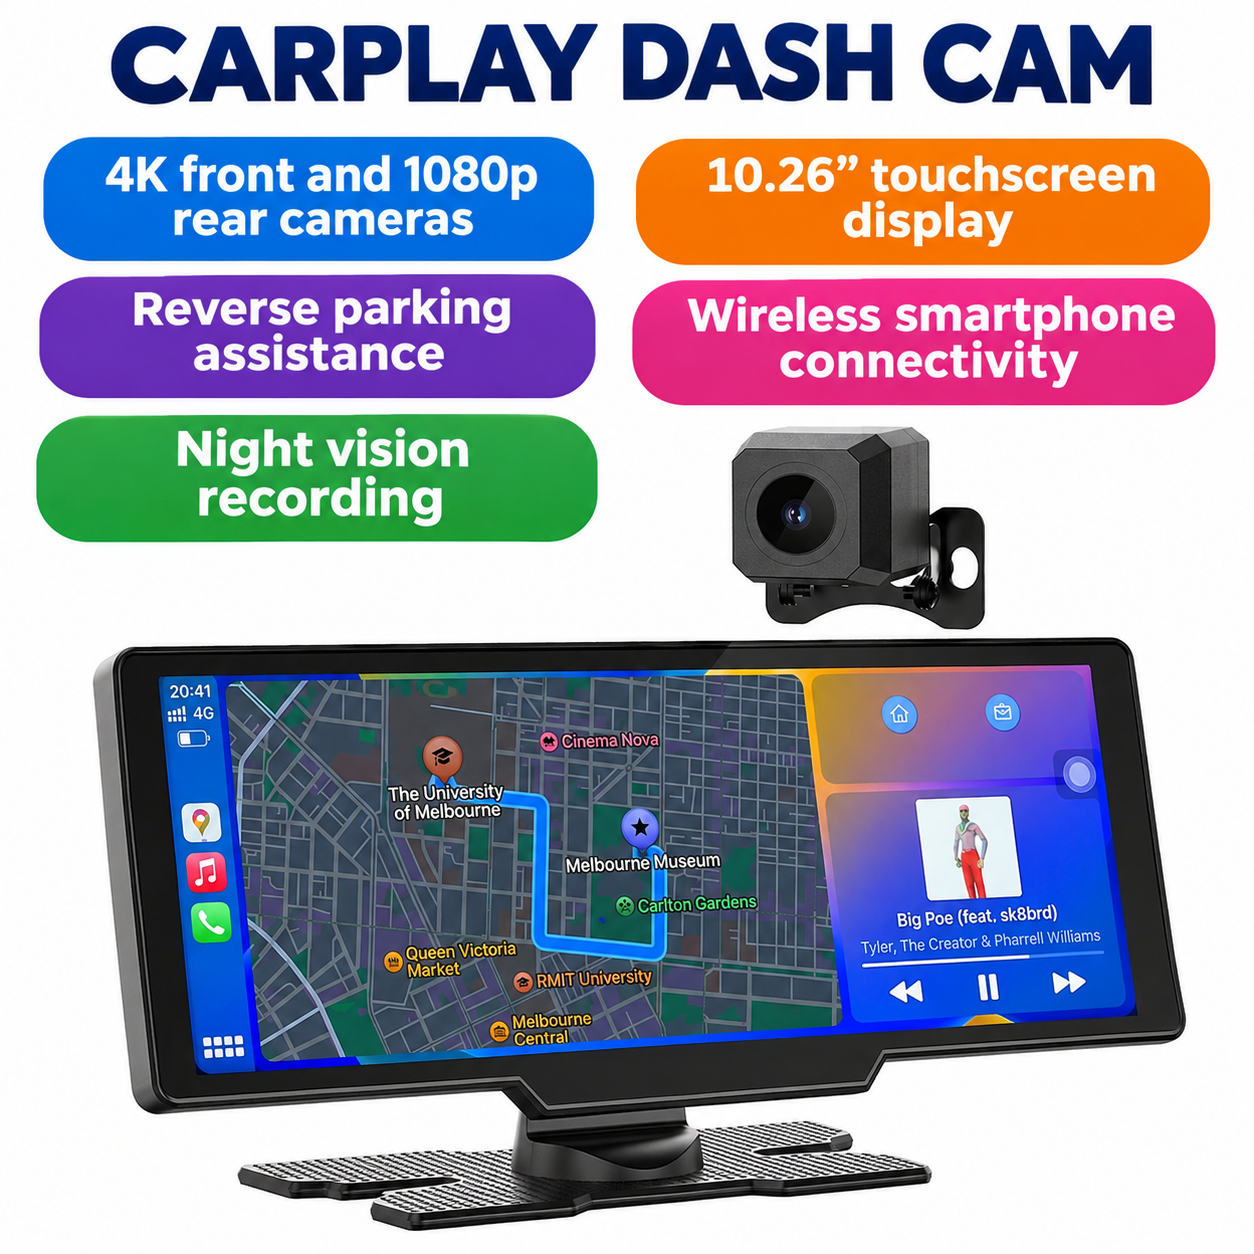 CARPLAY DASH CAM
4K front and 1080p
rear cameras
10.26” touchscreen
display
Reverse parking
assistance
Wireless smartphone
connectivity
Night vision
recording
20:41
4G
Cinema Nova
The University
of Melbourne
Melbourne Museum
Carlton Gardens
Queen Victoria
Market
RMIT University
Melbourne
Central
Big Poe (feat. sk8brd)
Tyler, The Creator & Pharrell Williams